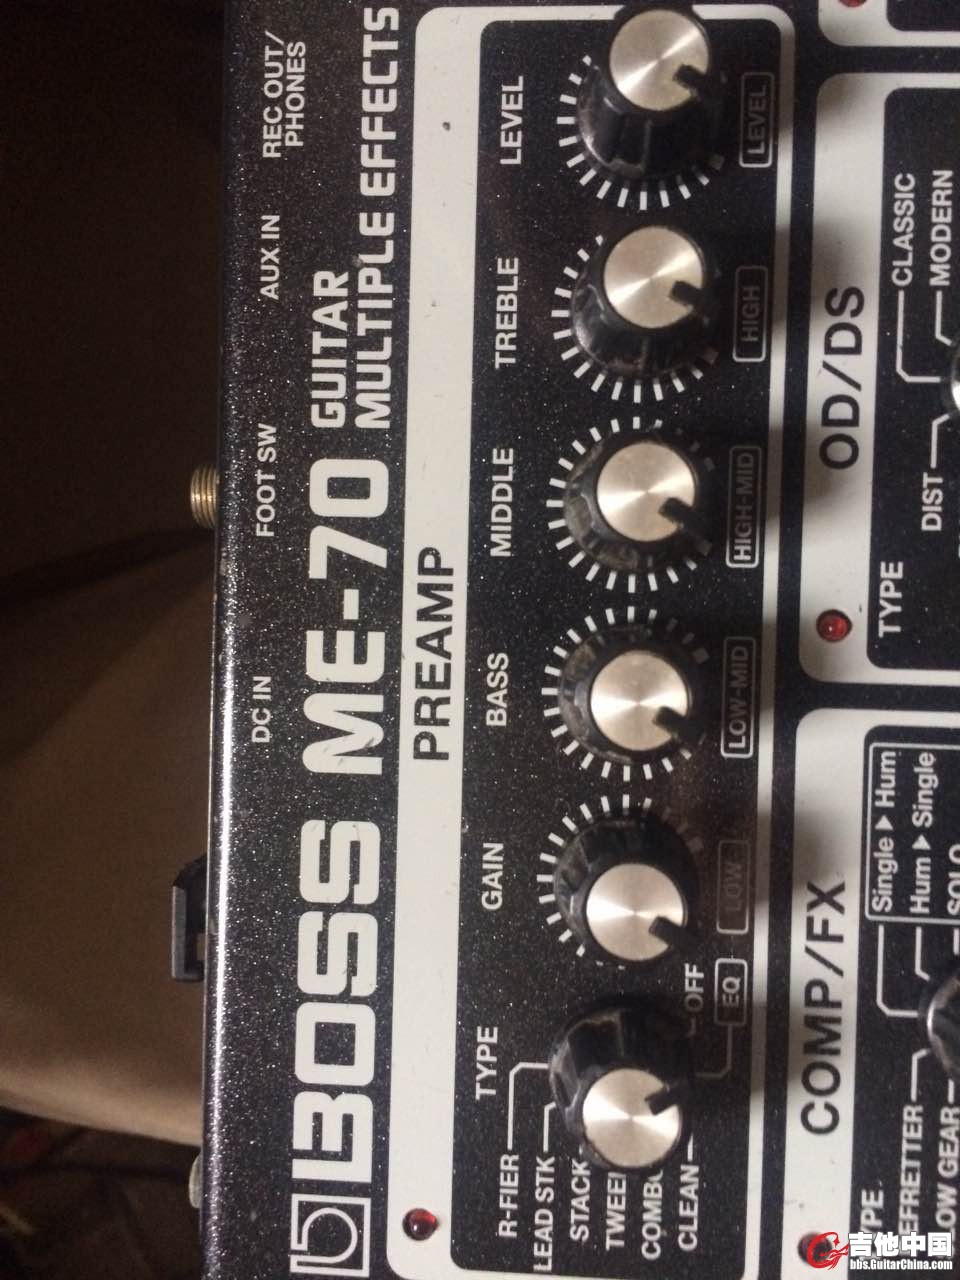 DC IN
FOOT SW
AUX IN
REC OUT/
PHONES
BOSS ME-70
GUITAR
MULTIPLE EFFECTS
PREAMP
TYPE
GAIN
BASS
MIDDLE
TREBLE
LEVEL
R-FIER
LEAD STK
STACK
CLEAN
OFF
EQ
LOW
LOW-MID
HIGH-MID
HIGH
LEVEL
COMP/FX
Single▶Hum
Hum▶Single
OD/DS
TYPE
DIST
CLASSIC
MODERN
吉他中国
bbs.GuitarChina.com